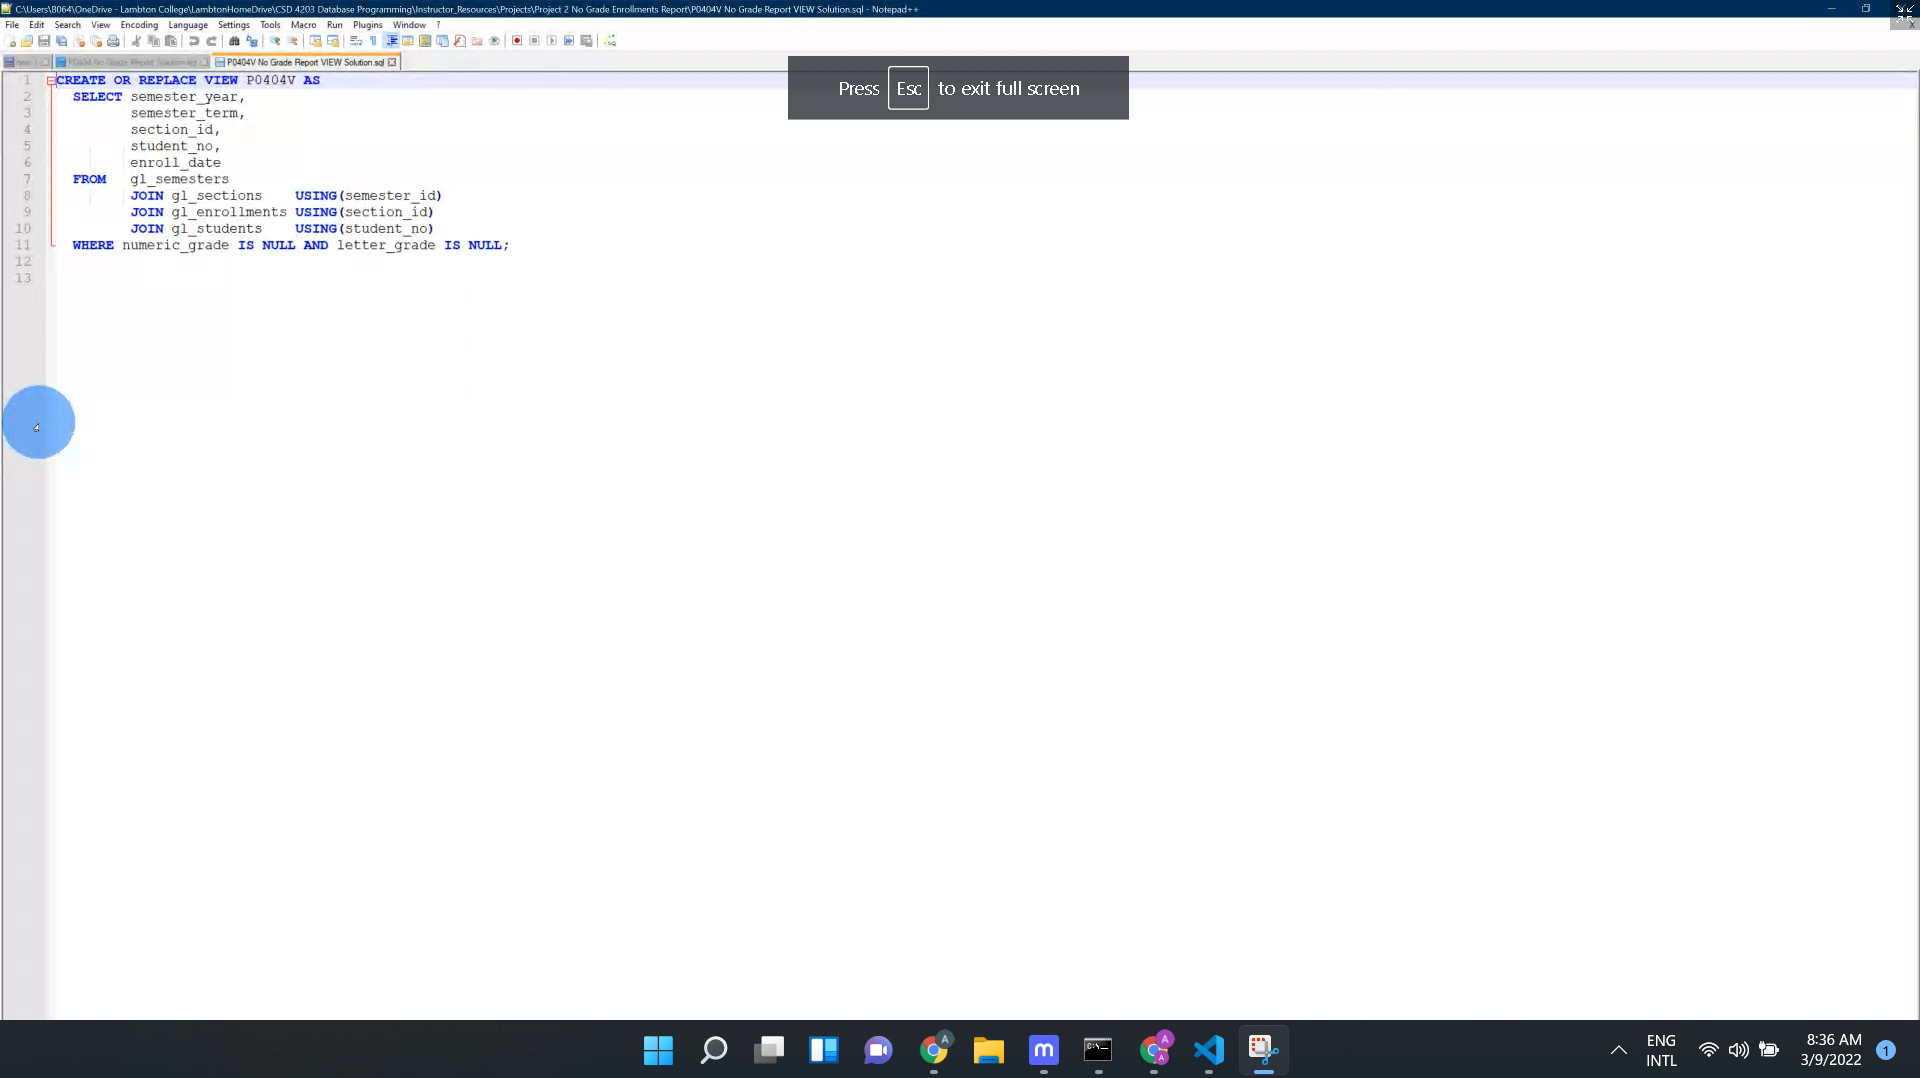 C:\Users\8064\OneDrive - Lambton College\LambtonHomeDrive\CSD 4203 Database Programming\Instructor_Resources\Projects\Project 2 No Grade Enrollments Report\P0404V No Grade Report VIEW Solution.sql - Notepad++
File Edit Search View Encoding Language Settings Tools Macro Run Plugins Window ?
P0404V No Grade Report VIEW Solution.sql
Press Esc to exit full screen
1 CREATE OR REPLACE VIEW P0404V AS
2 SELECT semester_year,
3 semester_term,
4 section_id,
5 student_no,
6 enroll_date
7 FROM gl_semesters
8 JOIN gl_sections USING(semester_id)
9 JOIN gl_enrollments USING(section_id)
10 JOIN gl_students USING(student_no)
11 WHERE numeric_grade IS NULL AND letter_grade IS NULL;
12
13
A
m
C:\
A
A
ENG
INTL
8:36 AM
3/9/2022
1